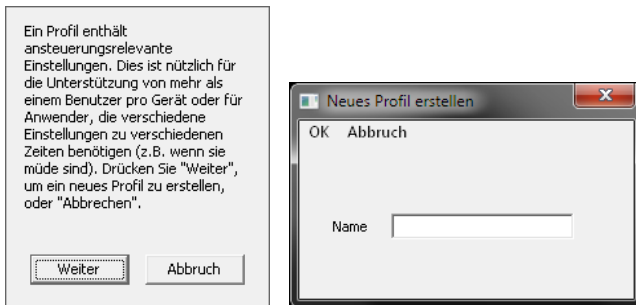 Ein Profil enthält
ansteuerungsrelevante
Einstellungen. Dies ist nützlich für
die Unterstützung von mehr als
einem Benutzer pro Gerät oder für
Anwender, die verschiedene
Einstellungen zu verschiedenen
Zeiten benötigen (z.B. wenn sie
müde sind). Drücken Sie "Weiter",
um ein neues Profil zu erstellen,
oder "Abbrechen".
Weiter Abbruch
Neues Profil erstellen
OK Abbruch
Name